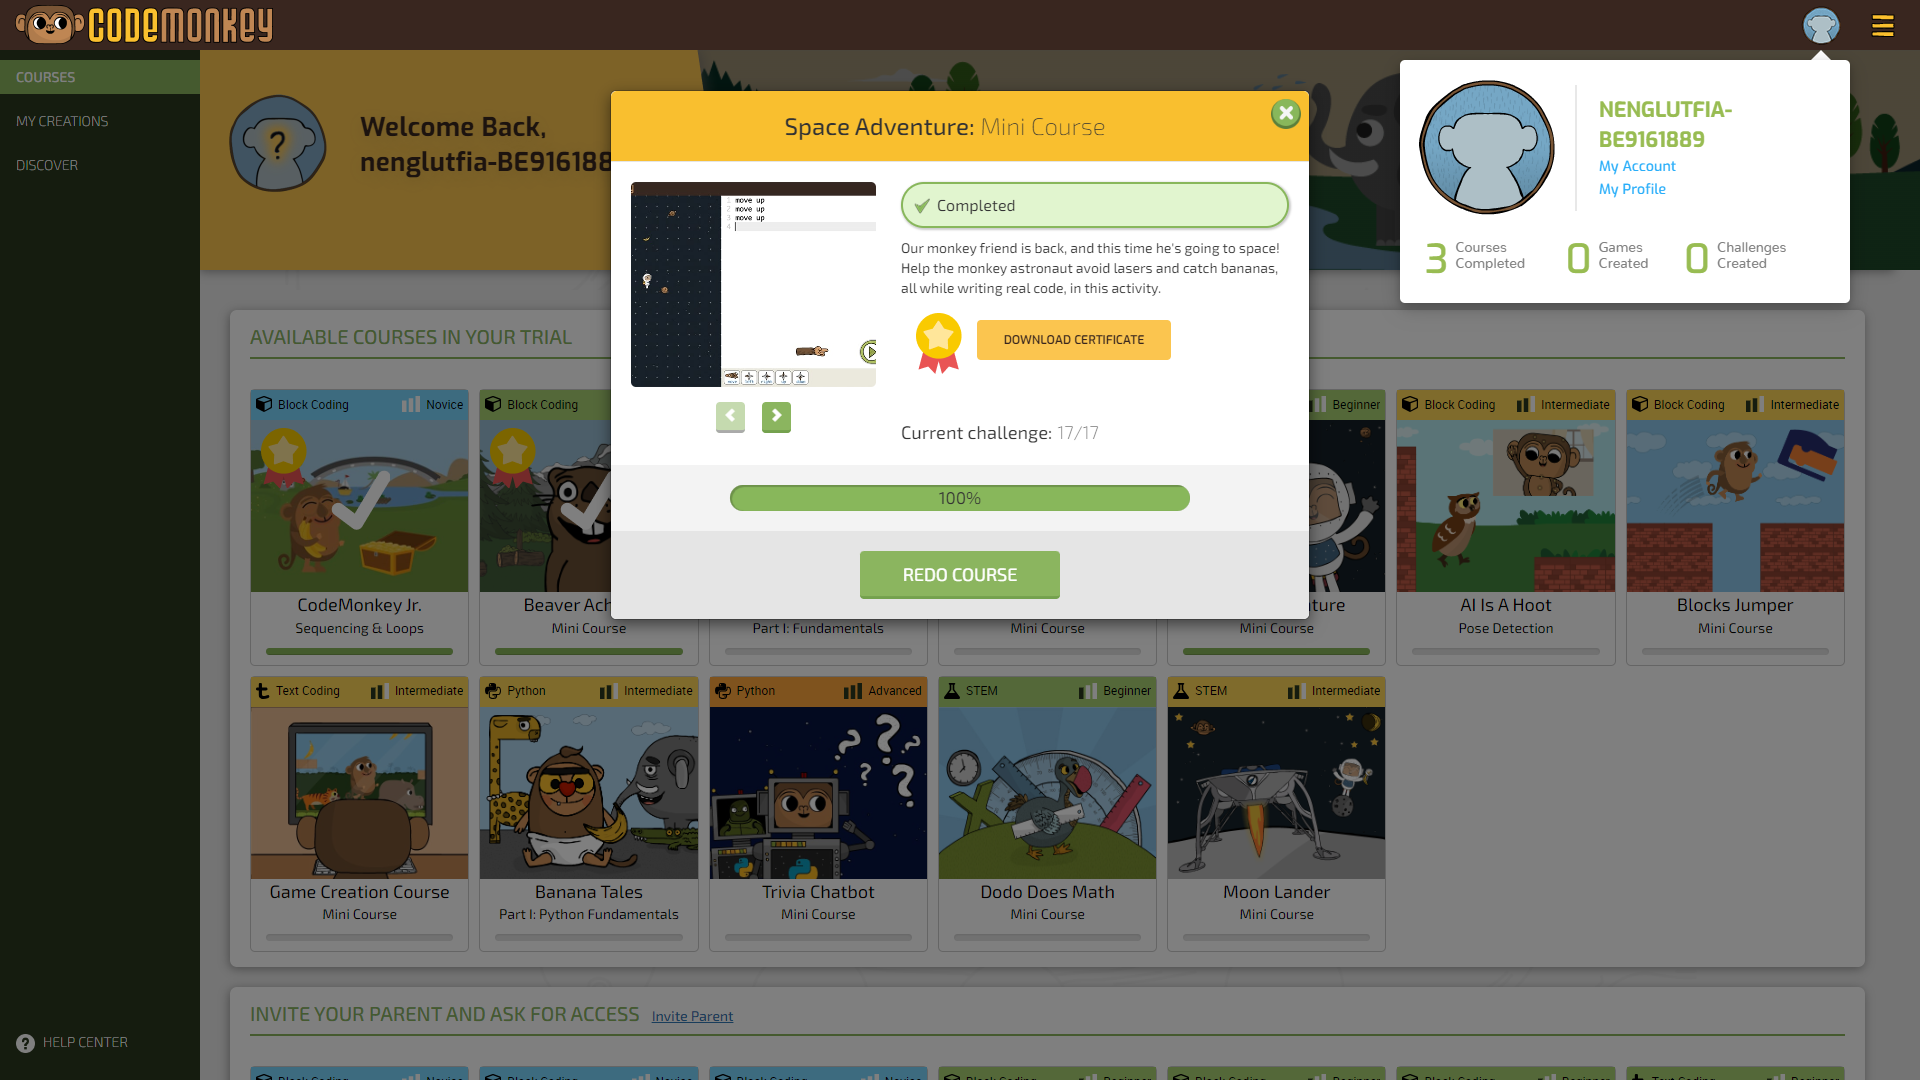 CODEMONKEY
COURSES
MY CREATIONS
DISCOVER
HELP CENTER
Welcome Back,
nenglutfia-BE916188
NENGLUTFIA-
BE9161889
My Account
My Profile
3 Courses Completed
0 Games Created
0 Challenges Created
Space Adventure: Mini Course
move up
move up
move up
Completed
Our monkey friend is back, and this time he's going to space!
Help the monkey astronaut avoid lasers and catch bananas,
all while writing real code, in this activity.
DOWNLOAD CERTIFICATE
Current challenge: 17/17
100%
REDO COURSE
AVAILABLE COURSES IN YOUR TRIAL
Block Coding Novice
CodeMonkey Jr.
Sequencing & Loops
Block Coding
Beaver Ach
Mini Course
Part I: Fundamentals
Mini Course
Beginner
ture
Mini Course
Block Coding Intermediate
AI Is A Hoot
Pose Detection
Block Coding Intermediate
Blocks Jumper
Mini Course
Text Coding Intermediate
Game Creation Course
Mini Course
Python Intermediate
Banana Tales
Part I: Python Fundamentals
Python Advanced
Trivia Chatbot
Mini Course
STEM Beginner
Dodo Does Math
Mini Course
STEM Intermediate
Moon Lander
Mini Course
INVITE YOUR PARENT AND ASK FOR ACCESS Invite Parent